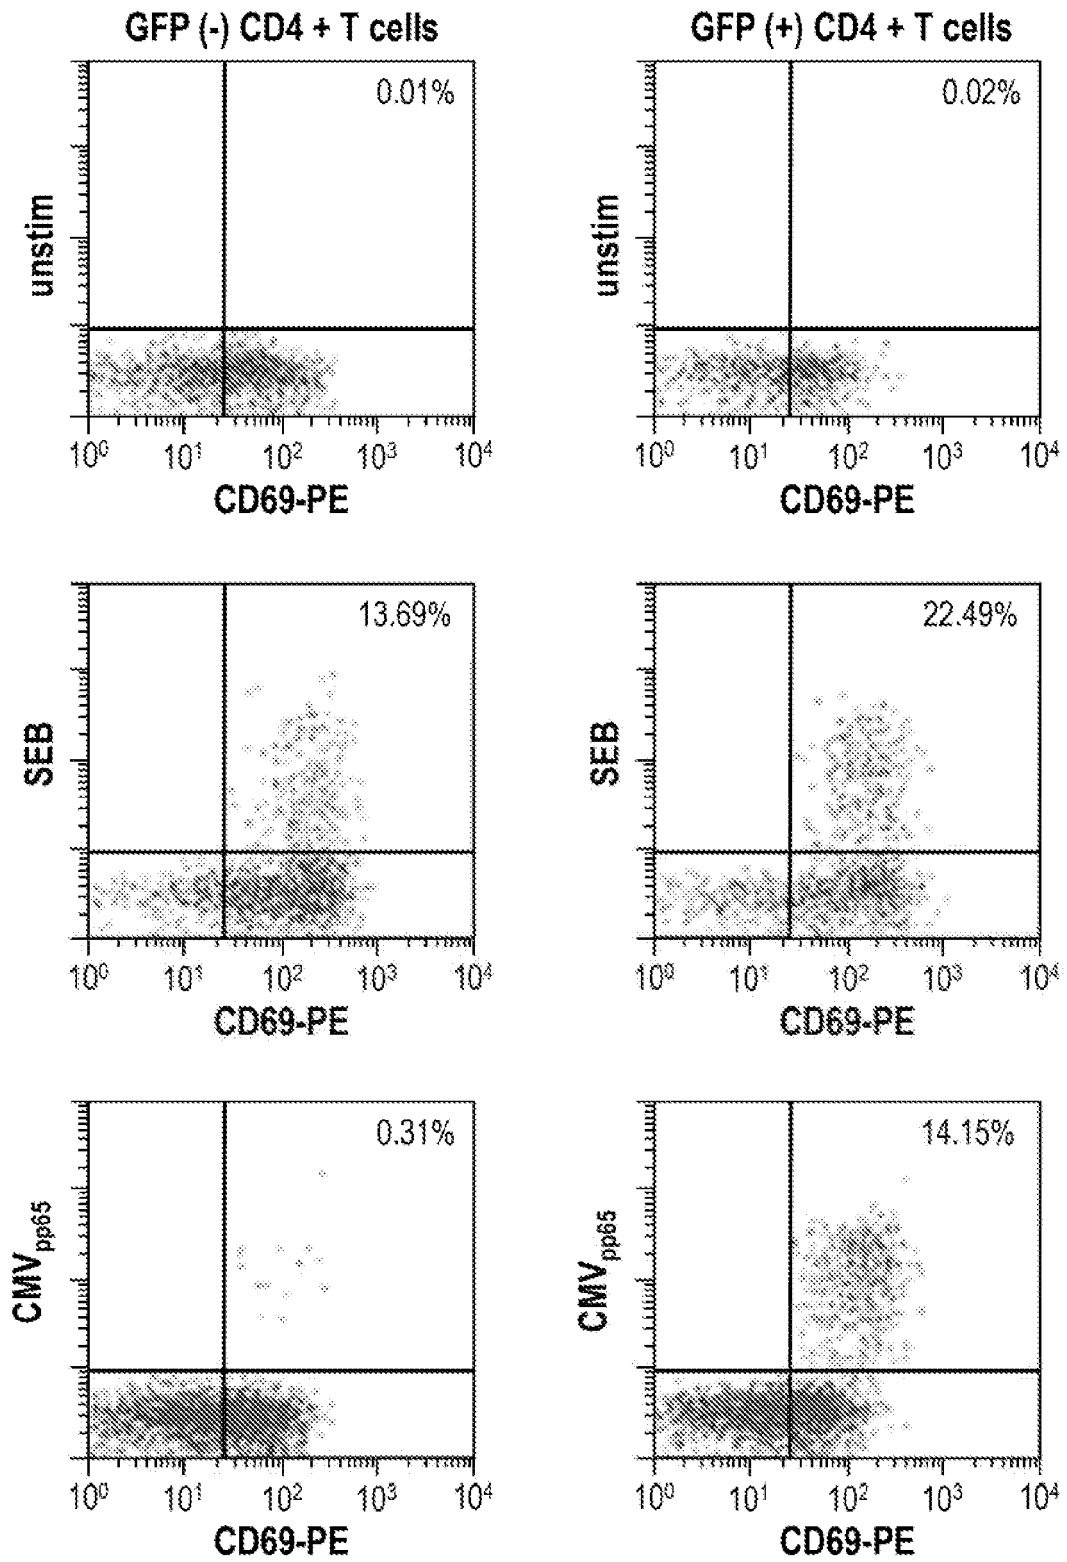 GFP (-) CD4 + T cells
GFP (+) CD4 + T cells
0.01%
unstim
10⁰ 10¹ 10² 10³ 10⁴
CD69-PE
0.02%
unstim
10⁰ 10¹ 10² 10³ 10⁴
CD69-PE
13.69%
SEB
10⁰ 10¹ 10² 10³ 10⁴
CD69-PE
22.49%
SEB
10⁰ 10¹ 10² 10³ 10⁴
CD69-PE
0.31%
CMVpp65
10⁰ 10¹ 10² 10³ 10⁴
CD69-PE
14.15%
CMVpp65
10⁰ 10¹ 10² 10³ 10⁴
CD69-PE